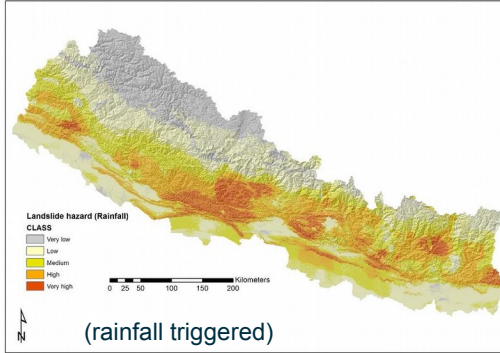 Landslide hazard (Rainfall)
CLASS
Very low
Low
Medium
High
Very high
Kilometers
0 25 50 100 150 200
N
(rainfall triggered)